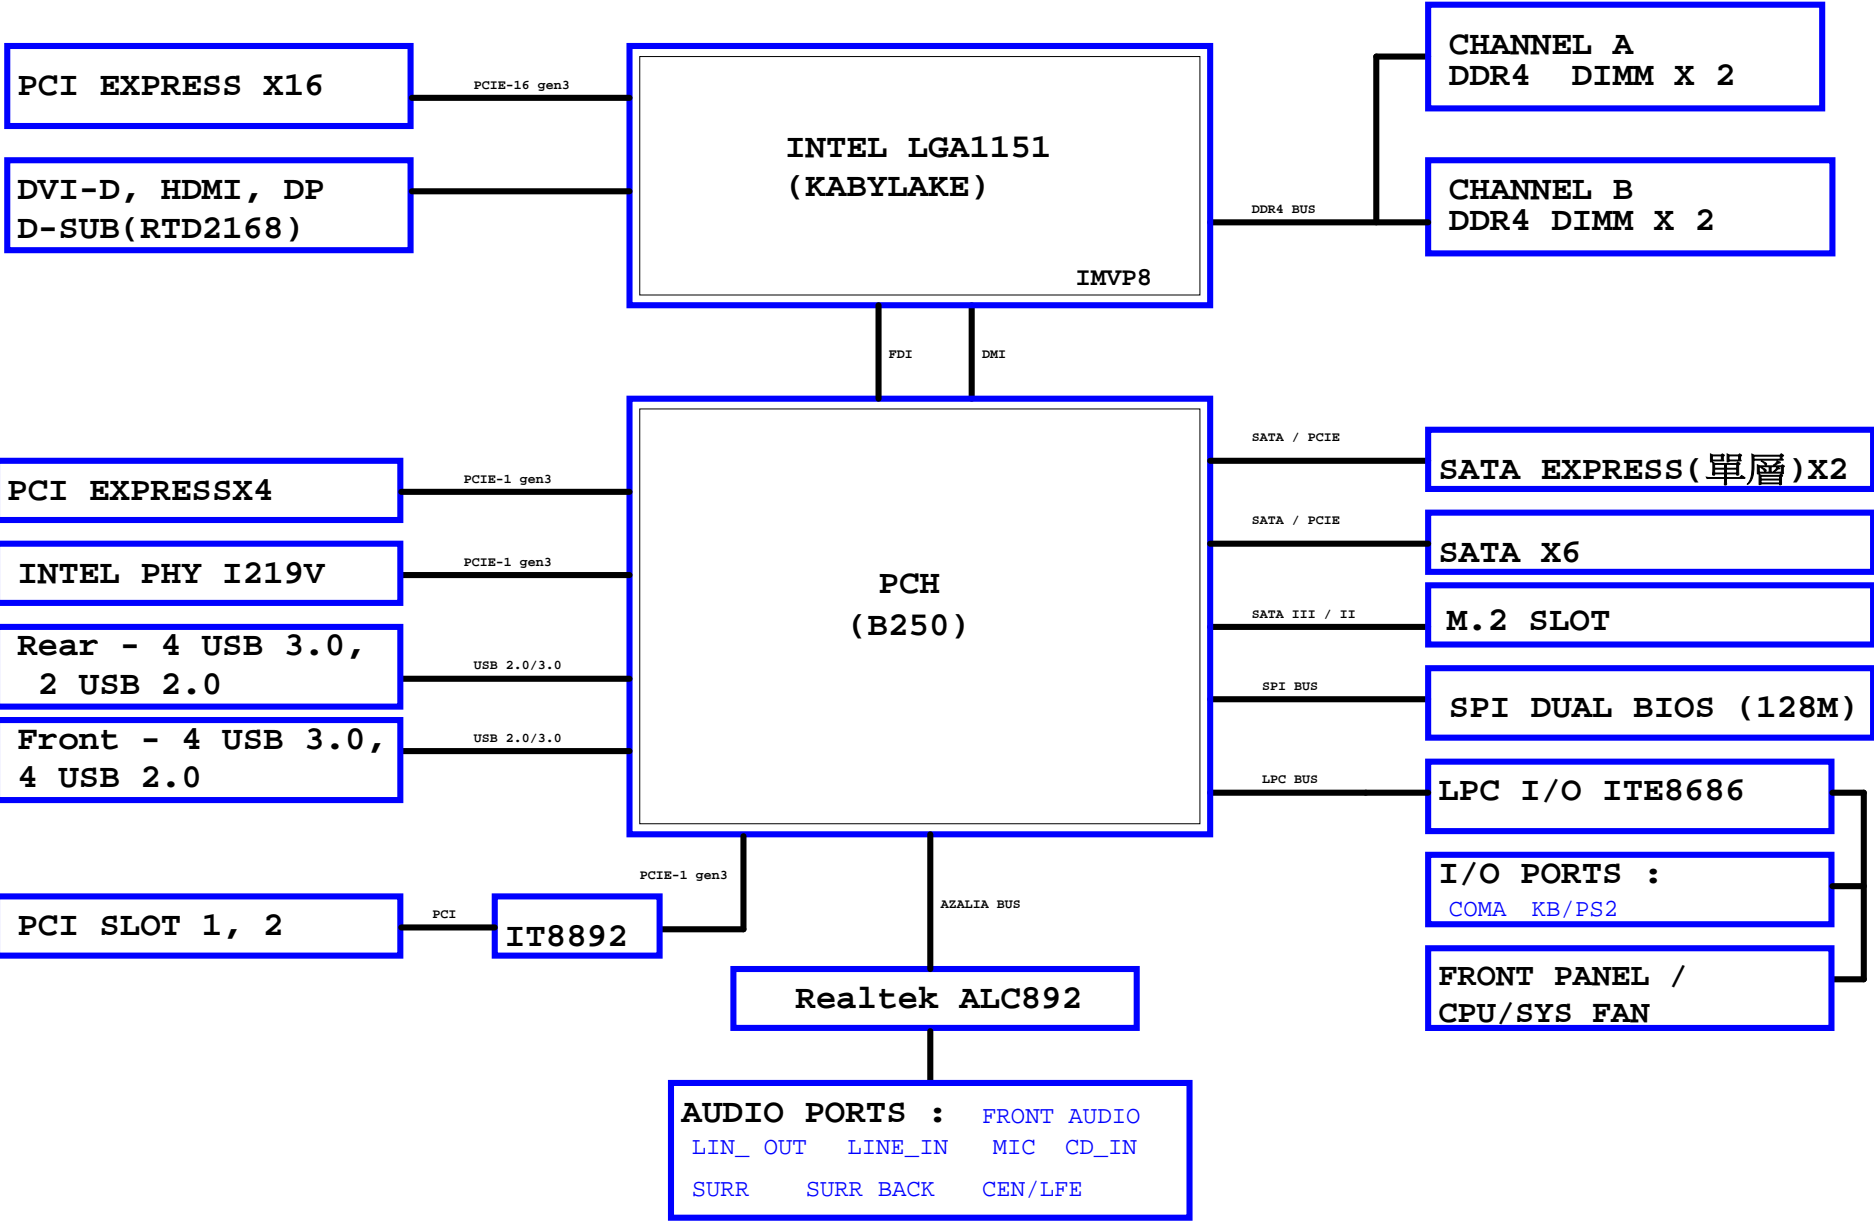 PCI EXPRESS X16
PCIE-16 gen3
DVI-D, HDMI, DP
D-SUB(RTD2168)
INTEL LGA1151
(KABYLAKE)
IMVP8
DDR4 BUS
CHANNEL A
DDR4 DIMM X 2
CHANNEL B
DDR4 DIMM X 2
FDI
DMI
PCI EXPRESSX4
PCIE-1 gen3
INTEL PHY I219V
PCIE-1 gen3
Rear - 4 USB 3.0,
2 USB 2.0
USB 2.0/3.0
Front - 4 USB 3.0,
4 USB 2.0
USB 2.0/3.0
PCH
(B250)
SATA / PCIE
SATA EXPRESS(單層)X2
SATA / PCIE
SATA X6
SATA III / II
M.2 SLOT
SPI BUS
SPI DUAL BIOS (128M)
LPC BUS
LPC I/O ITE8686
I/O PORTS :
COMA KB/PS2
FRONT PANEL /
CPU/SYS FAN
PCI SLOT 1, 2
PCI
IT8892
PCIE-1 gen3
AZALIA BUS
Realtek ALC892
AUDIO PORTS : FRONT AUDIO
LIN_ OUT LINE_IN MIC CD_IN
SURR SURR BACK CEN/LFE